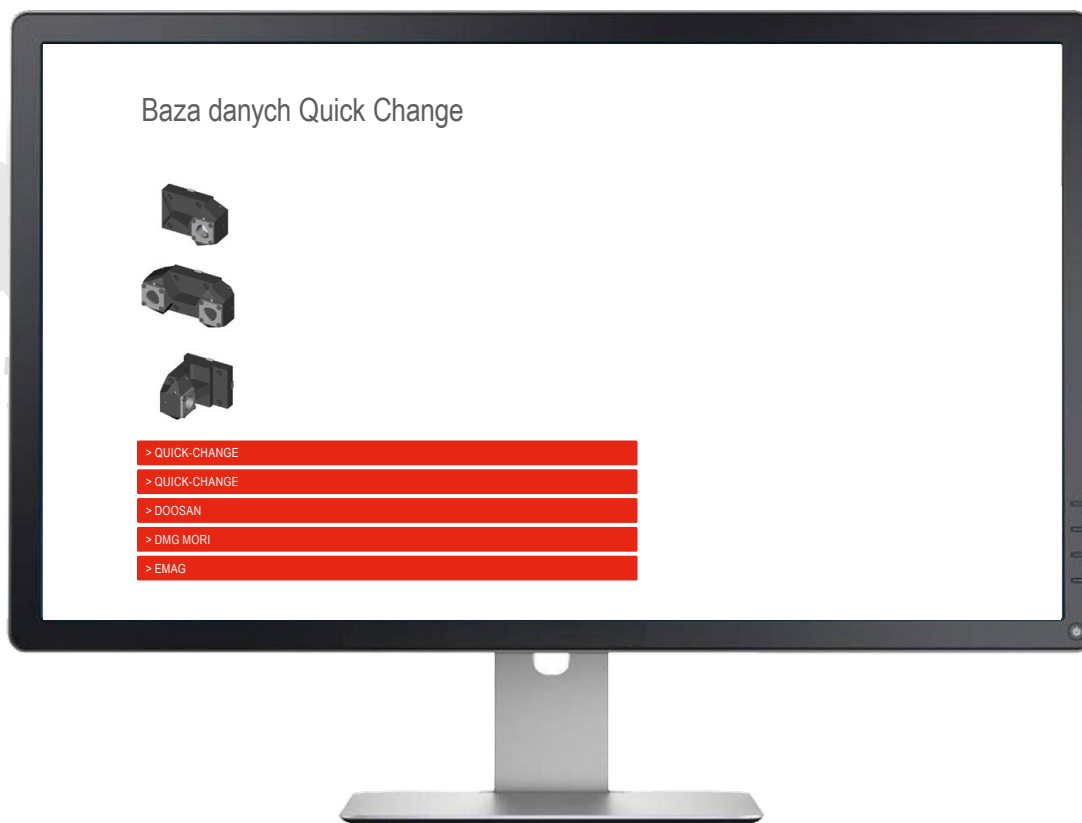 Baza danych Quick Change
> QUICK-CHANGE
> QUICK-CHANGE
> DOOSAN
> DMG MORI
> EMAG